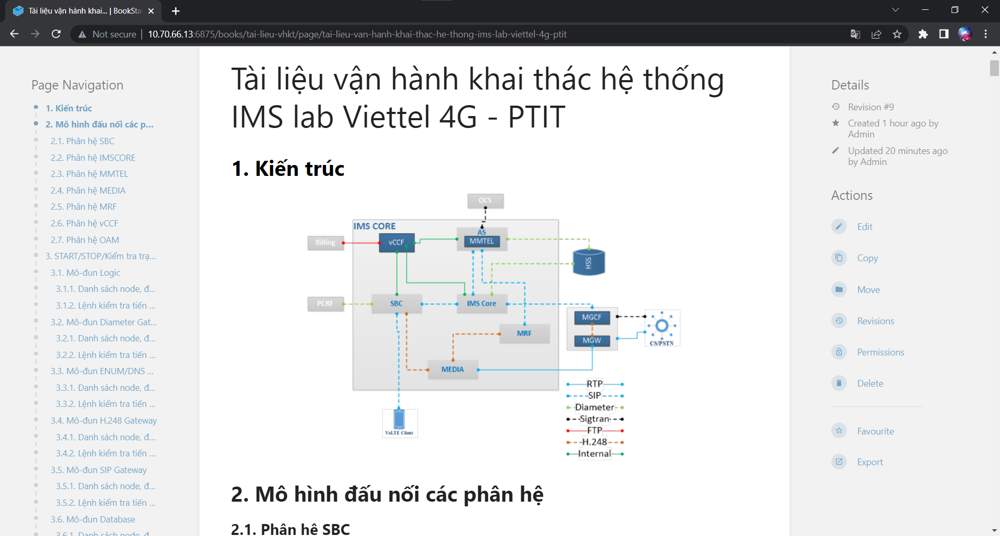 Tài liệu vận hành khai... | BookSta
Not secure
10.70.66.13:6875/books/tai-lieu-vhkt/page/tai-lieu-van-hanh-khai-thac-he-thong-ims-lab-viettel-4g-ptit
Page Navigation
1. Kiến trúc
2. Mô hình đấu nối các p...
2.1. Phân hệ SBC
2.2. Phân hệ IMSCORE
2.3. Phân hệ MMTEL
2.4. Phân hệ MEDIA
2.5. Phân hệ MRF
2.6. Phân hệ vCCF
2.7. Phân hệ OAM
3. START/STOP/Kiểm tra trạ...
3.1. Mô-đun Logic
3.1.1. Danh sách node, đ...
3.1.2. Lệnh kiểm tra tiến ...
3.2. Mô-đun Diameter Gat...
3.2.1. Danh sách node, đ...
3.2.2. Lệnh kiểm tra tiến ...
3.3. Mô-đun ENUM/DNS ...
3.3.1. Danh sách node, đ...
3.3.2. Lệnh kiểm tra tiến ...
3.4. Mô-đun H.248 Gateway
3.4.1. Danh sách node, đ...
3.4.2. Lệnh kiểm tra tiến ...
3.5. Mô-đun SIP Gateway
3.5.1. Danh sách node, đ...
3.5.2. Lệnh kiểm tra tiến ...
3.6. Mô-đun Database
3.6.1. Danh sách node, đ...
Tài liệu vận hành khai thác hệ thống
IMS lab Viettel 4G - PTIT
1. Kiến trúc
OCS
IMS CORE
AS
Billing
vCCF
MMTEL
HSS
PCRF
SBC
IMS Core
MGCF
MRF
MGW
CS/PSTN
MEDIA
RTP
SIP
Diameter
Sigtran
FTP
H.248
Internal
VoLTE Client
2. Mô hình đấu nối các phân hệ
2.1. Phân hệ SBC
Details
Revision #9
Created 1 hour ago by
Admin
Updated 20 minutes ago
by Admin
Actions
Edit
Copy
Move
Revisions
Permissions
Delete
Favourite
Export